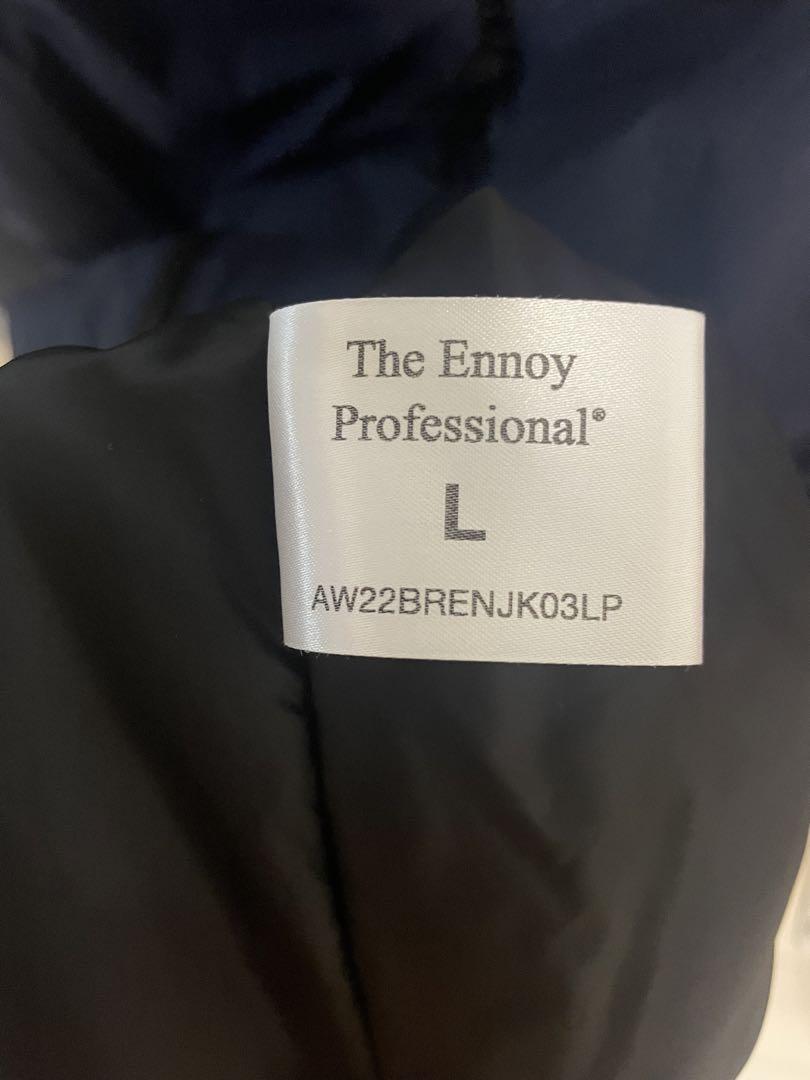 The Ennoy
Professional®
L
AW22BRENJK03LP